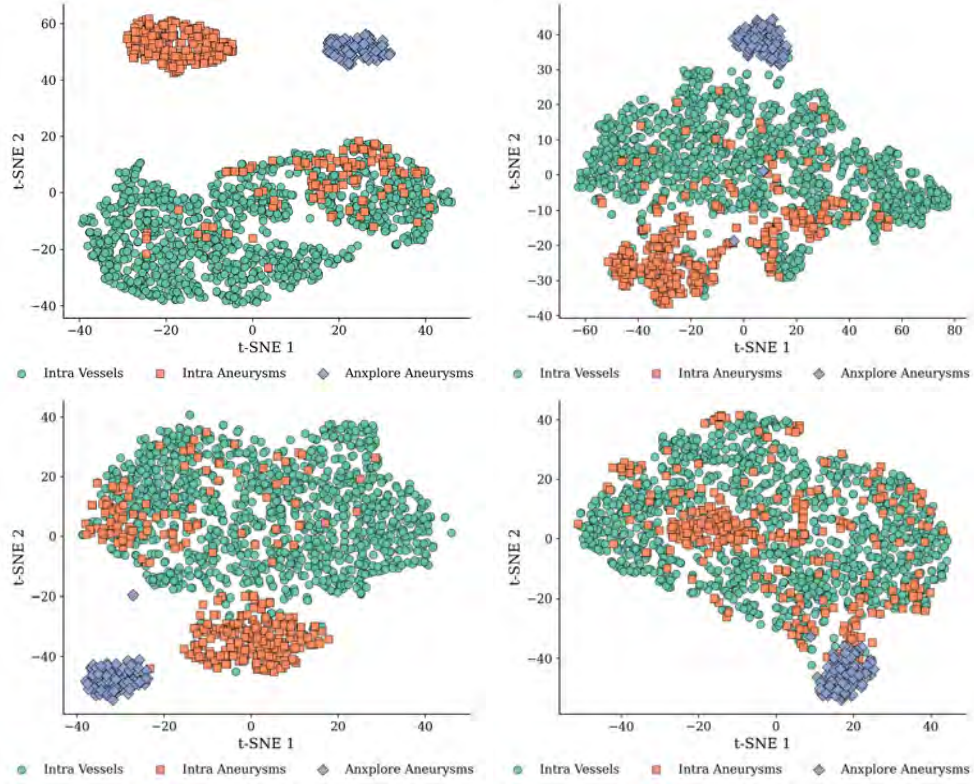 60
40
20
0
−20
−40
t-SNE 2
−40 −20 0 20 40
t-SNE 1
Intra Vessels Intra Aneurysms Anxplore Aneurysms
40
30
20
10
0
−10
−20
−30
−40
t-SNE 2
−60 −40 −20 0 20 40 60 80
t-SNE 1
Intra Vessels Intra Aneurysms Anxplore Aneurysms
40
20
0
−20
−40
t-SNE 2
−40 −20 0 20 40
t-SNE 1
Intra Vessels Intra Aneurysms Anxplore Aneurysms
40
20
0
−20
−40
t-SNE 2
−40 −20 0 20 40
t-SNE 1
Intra Vessels Intra Aneurysms Anxplore Aneurysms